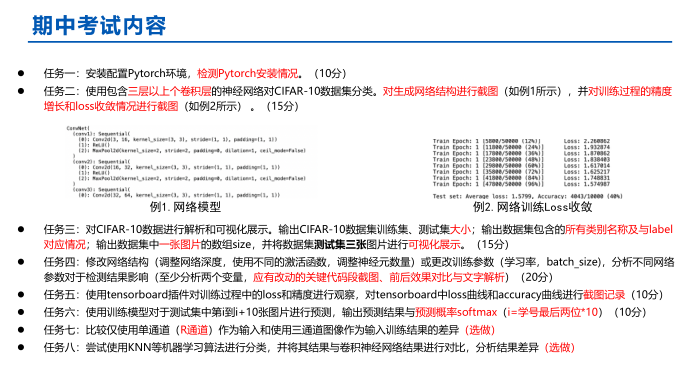 期中考试内容
● 任务一：安装配置Pytorch环境，检测Pytorch安装情况。（10分）
● 任务二：使用包含三层以上个卷积层的神经网络对CIFAR-10数据集分类。对生成网络结构进行截图（如例1所示），并对训练过程的精度
增长和loss收敛情况进行截图（如例2所示）。（15分）
ConvNet(
(conv1): Sequential(
(0): Conv2d(3, 16, kernel_size=(3, 3), stride=(1, 1), padding=(1, 1))
(1): ReLU()
(2): MaxPool2d(kernel_size=2, stride=2, padding=0, dilation=1, ceil_mode=False)
)
(conv2): Sequential(
(0): Conv2d(16, 32, kernel_size=(3, 3), stride=(1, 1), padding=(1, 1))
(1): ReLU()
(2): MaxPool2d(kernel_size=2, stride=2, padding=0, dilation=1, ceil_mode=False)
)
(conv3): Sequential(
(0): Conv2d(32, 64, kernel_size=(3, 3), stride=(1, 1), padding=(1, 1))
例1. 网络模型
Train Epoch: 1 [5800/50000 (12%)] Loss: 2.260862
Train Epoch: 1 [11800/50000 (24%)] Loss: 1.932874
Train Epoch: 1 [17800/50000 (36%)] Loss: 1.870862
Train Epoch: 1 [23800/50000 (48%)] Loss: 1.838403
Train Epoch: 1 [29800/50000 (60%)] Loss: 1.617014
Train Epoch: 1 [35800/50000 (72%)] Loss: 1.625217
Train Epoch: 1 [41800/50000 (84%)] Loss: 1.748831
Train Epoch: 1 [47800/50000 (96%)] Loss: 1.574987
Test set: Average loss: 1.5799, Accuracy: 4043/10000 (40%)
例2. 网络训练Loss收敛
● 任务三：对CIFAR-10数据进行解析和可视化展示。输出CIFAR-10数据集训练集、测试集大小；输出数据集包含的所有类别名称及与label
对应情况；输出数据集中一张图片的数组size，并将数据集测试集三张图片进行可视化展示。（15分）
● 任务四：修改网络结构（调整网络深度，使用不同的激活函数，调整神经元数量）或更改训练参数（学习率，batch_size)，分析不同网络
参数对于检测结果影响（至少分析两个变量，应有改动的关键代码段截图、前后效果对比与文字解析）（20分）
● 任务五：使用tensorboard插件对训练过程中的loss和精度进行观察，对tensorboard中loss曲线和accuracy曲线进行截图记录（10分）
● 任务六：使用训练模型对于测试集中第i到i+10张图片进行预测，输出预测结果与预测概率softmax（i=学号最后两位*10）（10分）
● 任务七：比较仅使用单通道（R通道）作为输入和使用三通道图像作为输入训练结果的差异（选做）
● 任务八：尝试使用KNN等机器学习算法进行分类，并将其结果与卷积神经网络结果进行对比，分析结果差异（选做）